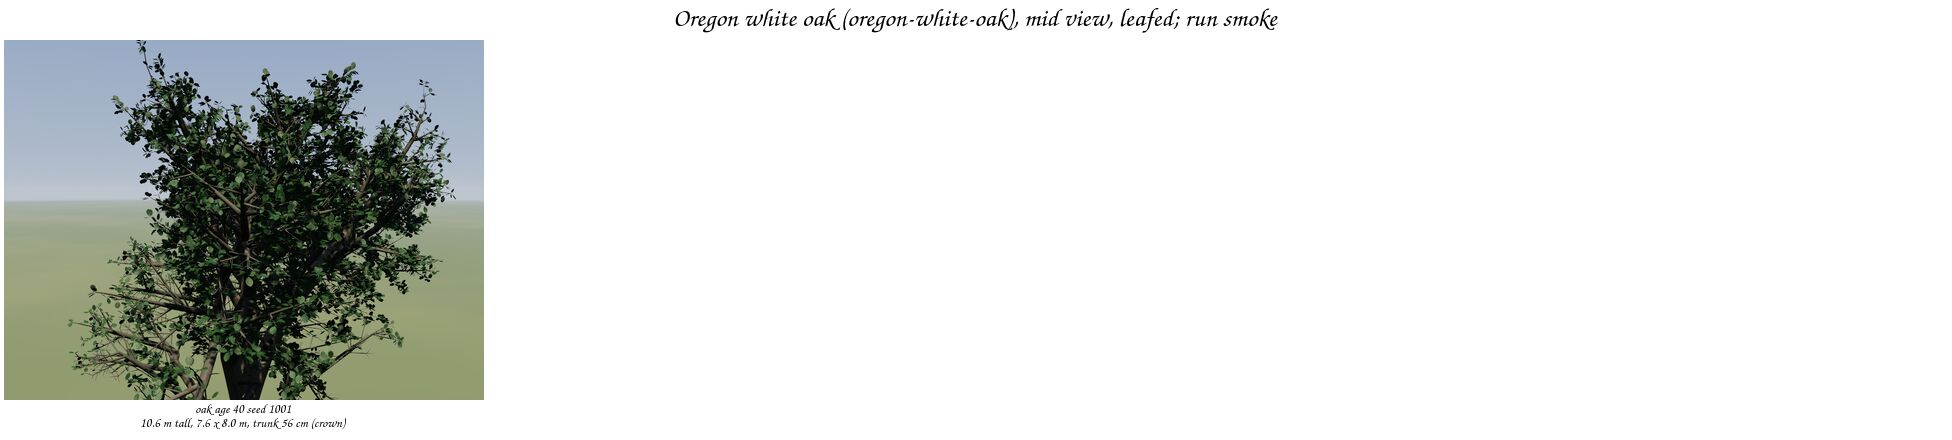 Oregon white oak (oregon-white-oak), mid view, leafed; run smoke
oak age 40 seed 1001
10.6 m tall, 7.6 x 8.0 m, trunk 56 cm (crown)